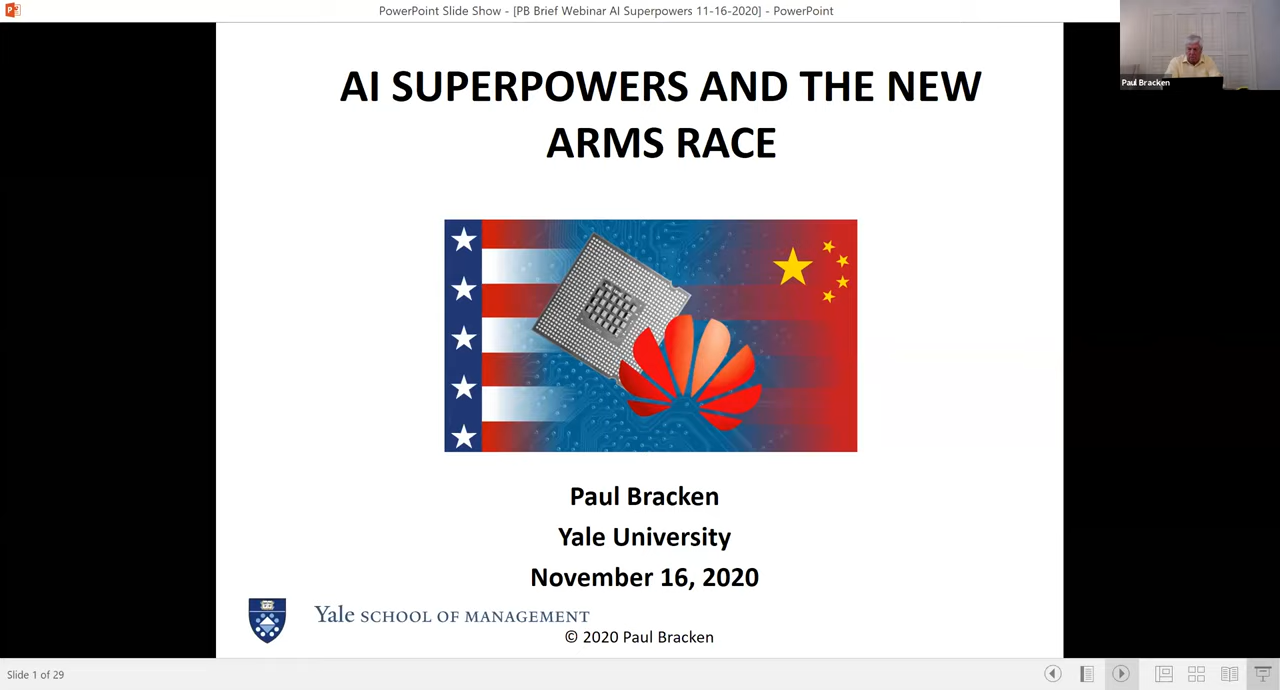 PowerPoint Slide Show - [PB Brief Webinar AI Superpowers 11-16-2020] - PowerPoint
Paul Bracken
AI SUPERPOWERS AND THE NEW
ARMS RACE
Paul Bracken
Yale University
November 16, 2020
Yale SCHOOL OF MANAGEMENT
© 2020 Paul Bracken
Slide 1 of 29